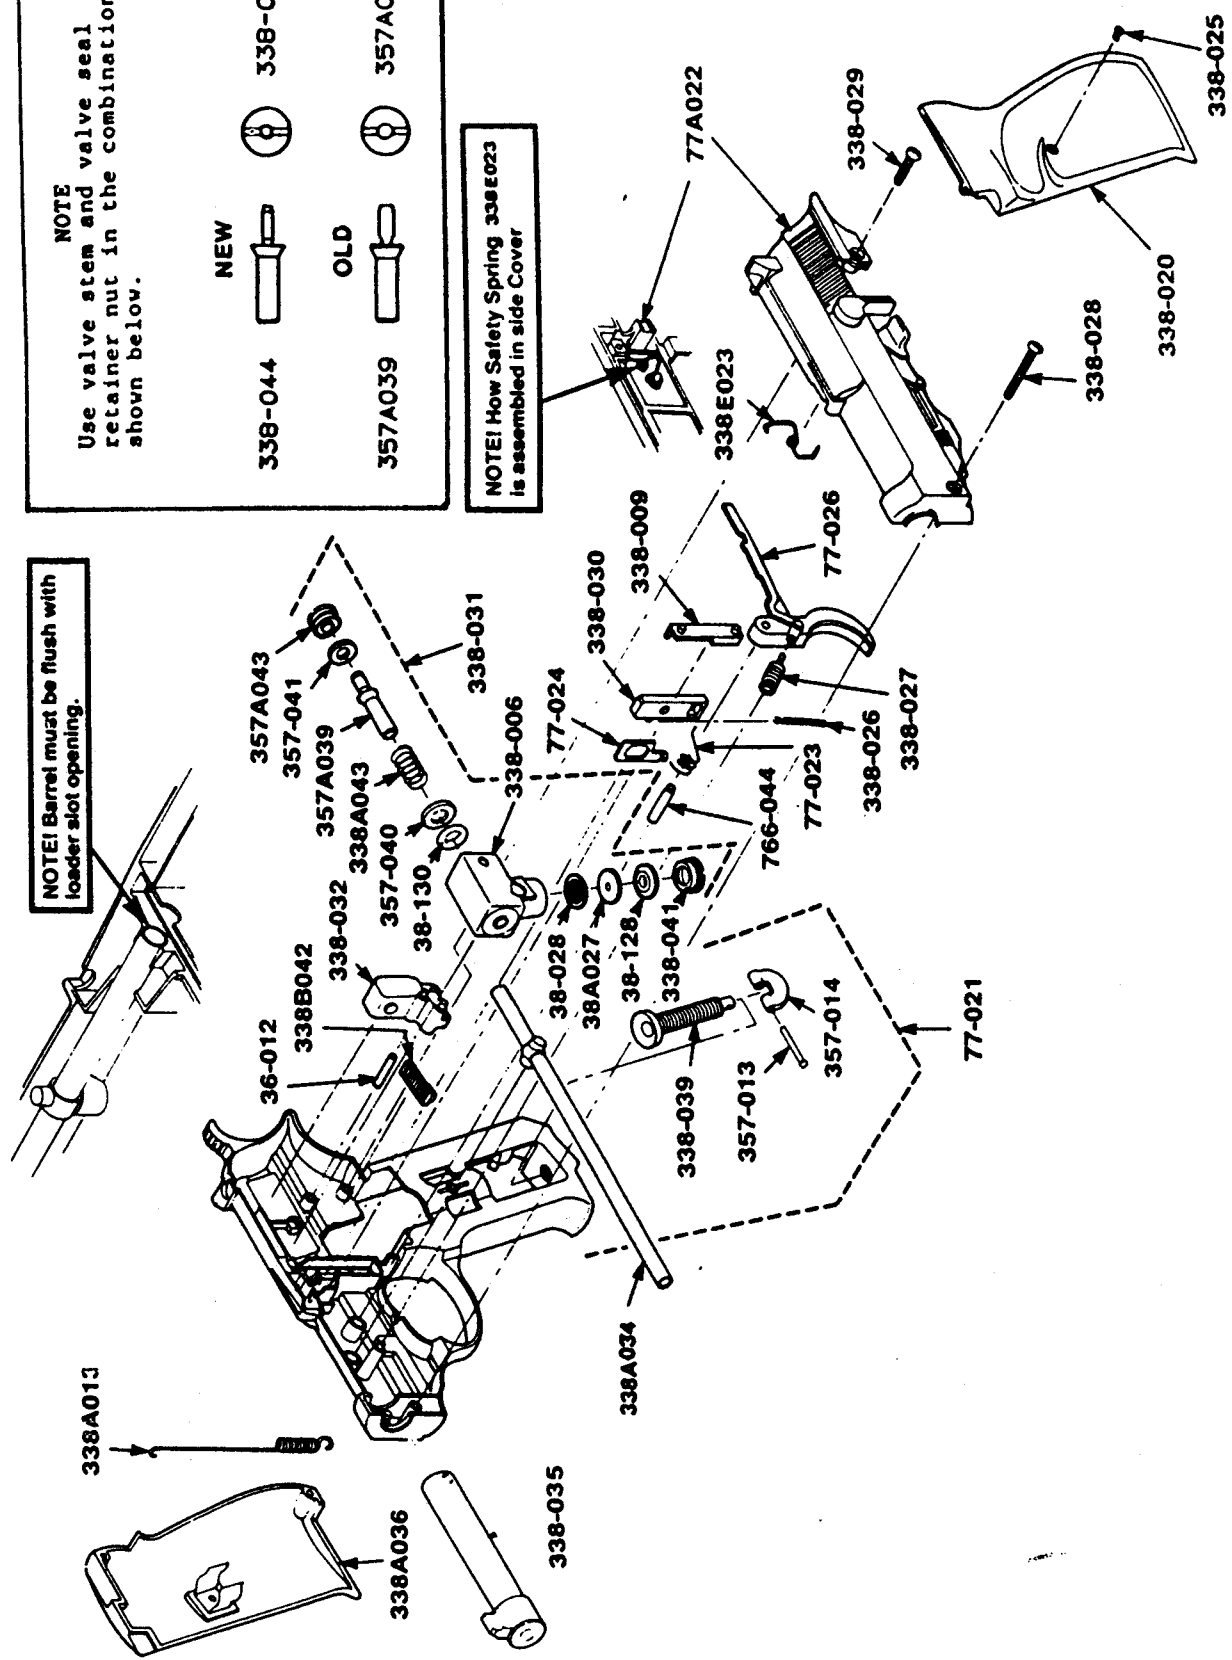 NOTE
Use valve stem and valve seal
retainer nut in the combination
shown below.
NEW
338-044
OLD
357A039
NOTE! Barrel must be flush with
loader slot opening.
NOTE! How Safety Spring 338E023
is assembled in side Cover
357A043
357-041
357A039
338A043
357-040
38-130
338-032
338B042
36-012
338-031
338-006
77-024
338-030
338-009
338E023
77A022
338-029
338-025
338-020
338-028
77-026
338-027
338-026
77-023
766-044
38-028
38A027
38-128
338-041
338-039
357-013
357-014
77-021
338A034
338A013
338A036
338-035